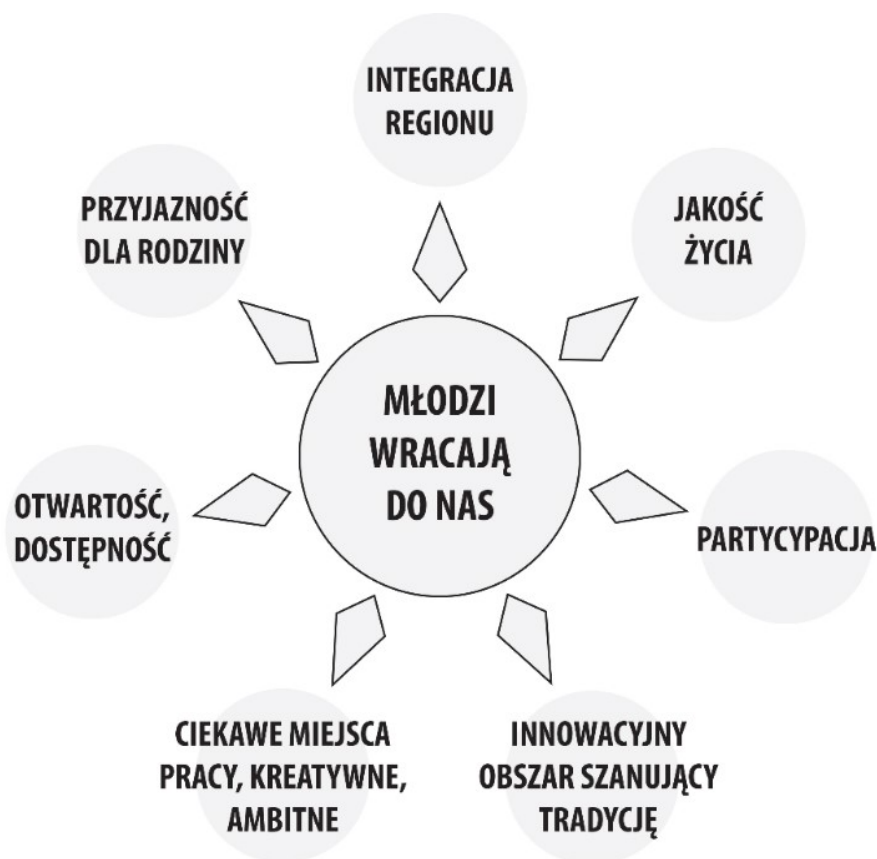 INTEGRACJA
REGIONU
PRZYJAZNOŚĆ
DLA RODZINY
JAKOŚĆ
ŻYCIA
MŁODZI
WRACAJĄ
DO NAS
OTWARTOŚĆ,
DOSTĘPNOŚĆ
PARTYCYPACJA
CIEKAWE MIEJSCA
PRACY, KREATYWNE,
AMBITNE
INNOWACYJNY
OBSZAR SZANUJĄCY
TRADYCJĘ